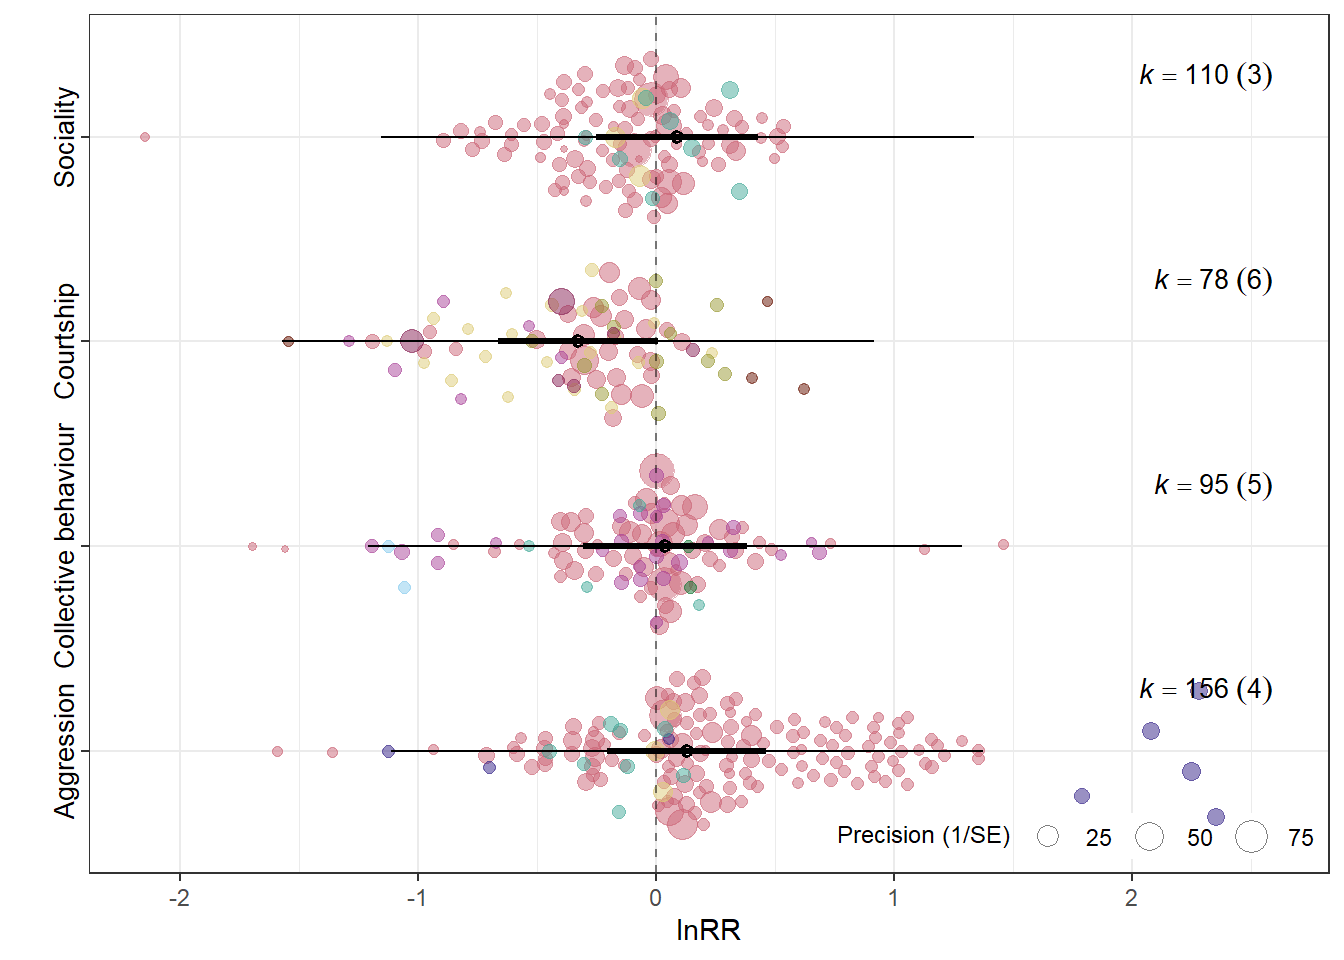 Sociality
k = 110 (3)
Courtship
k = 78 (6)
Collective behaviour
k = 95 (5)
Aggression
k = 156 (4)
Precision (1/SE) 25 50 75
-2 -1 0 1 2
lnRR